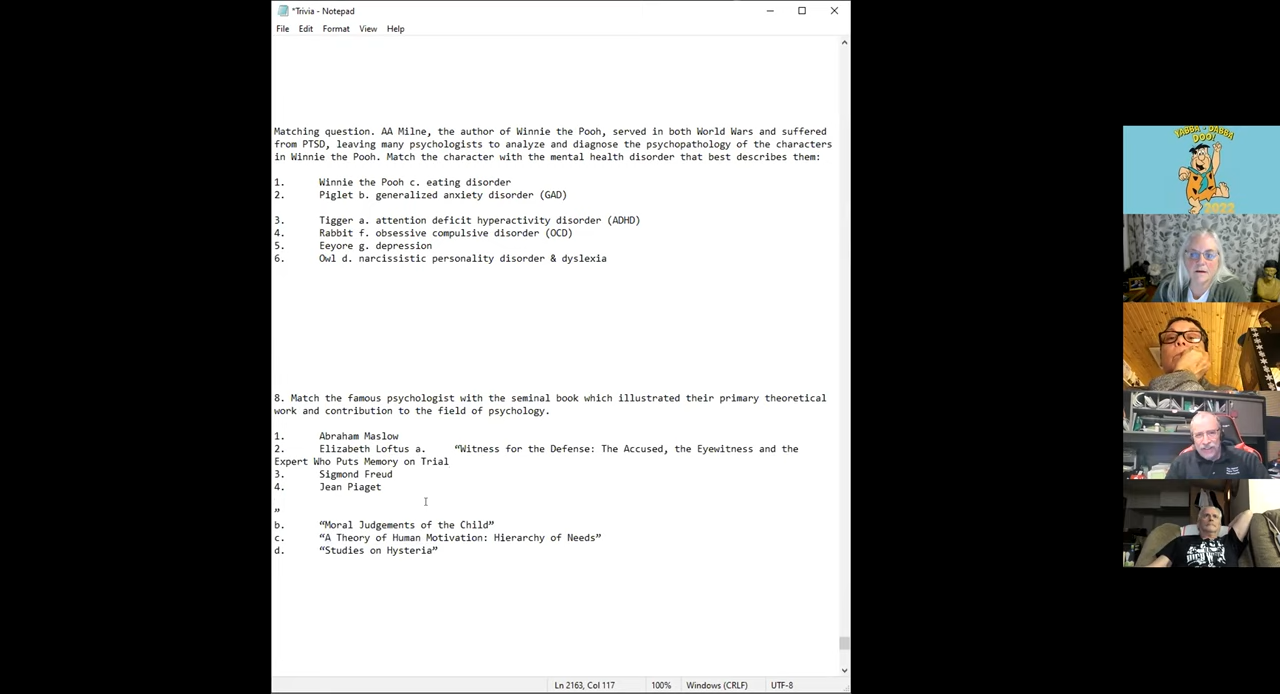 *Trivia - Notepad
File Edit Format View Help
Matching question. AA Milne, the author of Winnie the Pooh, served in both World Wars and suffered
from PTSD, leaving many psychologists to analyze and diagnose the psychopathology of the characters
in Winnie the Pooh. Match the character with the mental health disorder that best describes them:
1. Winnie the Pooh c. eating disorder
2. Piglet b. generalized anxiety disorder (GAD)
3. Tigger a. attention deficit hyperactivity disorder (ADHD)
4. Rabbit f. obsessive compulsive disorder (OCD)
5. Eeyore g. depression
6. Owl d. narcissistic personality disorder & dyslexia
8. Match the famous psychologist with the seminal book which illustrated their primary theoretical
work and contribution to the field of psychology.
1. Abraham Maslow
2. Elizabeth Loftus a. “Witness for the Defense: The Accused, the Eyewitness and the
Expert Who Puts Memory on Trial
3. Sigmond Freud
4. Jean Piaget
”
b. “Moral Judgements of the Child”
c. “A Theory of Human Motivation: Hierarchy of Needs”
d. “Studies on Hysteria”
Ln 2163, Col 117 100% Windows (CRLF) UTF-8
YABBA-DABBA
DOO!
2022